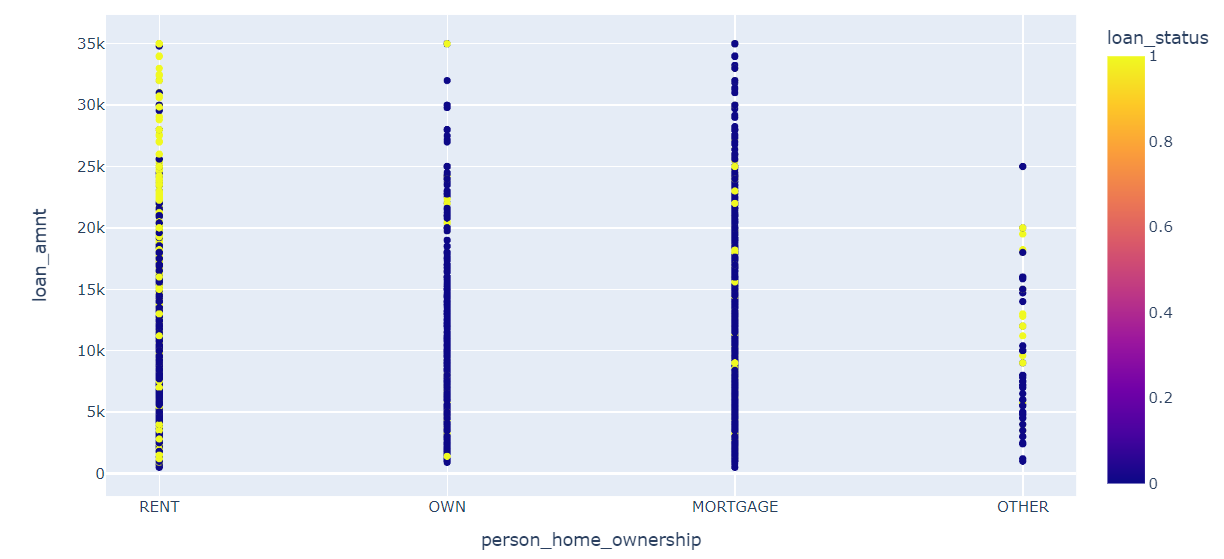 loan_status
35k
30k
25k
20k
15k
10k
5k
0
loan_amnt
RENT
OWN
MORTGAGE
OTHER
person_home_ownership
1
0.8
0.6
0.4
0.2
0